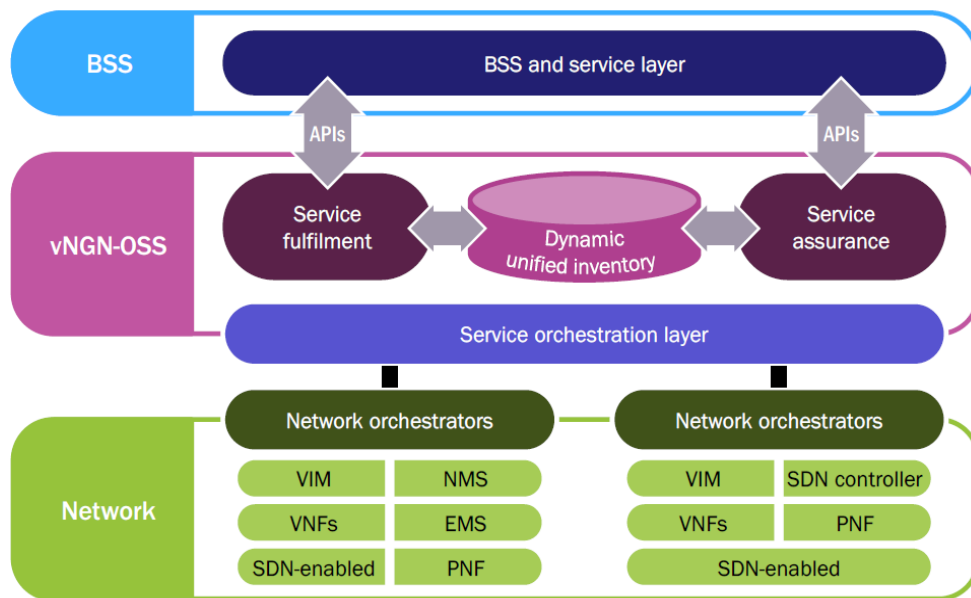 BSS
BSS and service layer
APIs
APIs
vNGN-OSS
Service
fulfilment
Dynamic
unified inventory
Service
assurance
Service orchestration layer
Network
Network orchestrators
Network orchestrators
VIM
NMS
VIM
SDN controller
VNFs
EMS
VNFs
PNF
SDN-enabled
PNF
SDN-enabled